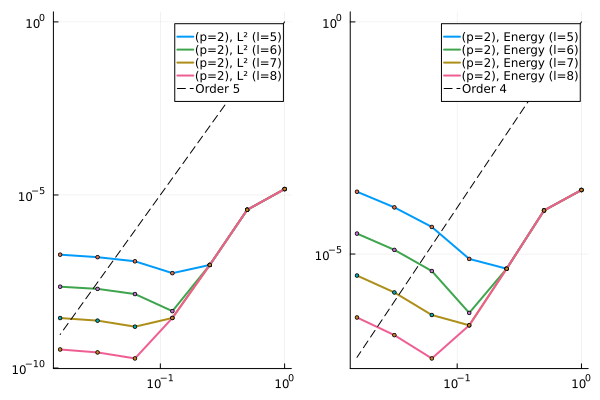 10⁰
10⁻⁵
10⁻¹⁰
10⁻¹
10⁰
(p=2), L² (l=5)
(p=2), L² (l=6)
(p=2), L² (l=7)
(p=2), L² (l=8)
Order 5
10⁰
10⁻⁵
10⁻¹
10⁰
(p=2), Energy (l=5)
(p=2), Energy (l=6)
(p=2), Energy (l=7)
(p=2), Energy (l=8)
Order 4